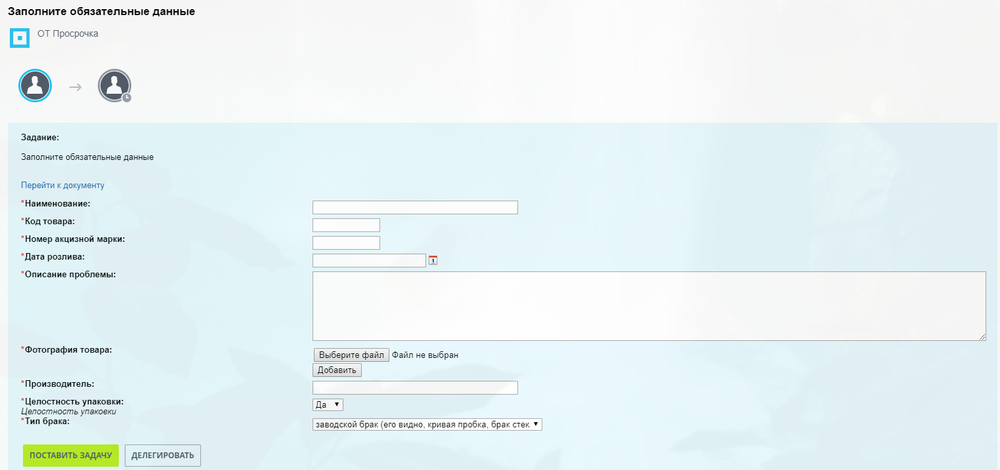 Заполните обязательные данные
ОТ Просрочка
Задание:
Заполните обязательные данные
Перейти к документу
*Наименование:
*Код товара:
*Номер акцизной марки:
*Дата розлива:
*Описание проблемы:
*Фотография товара:
Выберите файл Файл не выбран
Добавить
*Производитель:
*Целостность упаковки:
Целостность упаковки
Да
*Тип брака:
заводской брак (его видно, кривая пробка, брак стек
ПОСТАВИТЬ ЗАДАЧУ ДЕЛЕГИРОВАТЬ